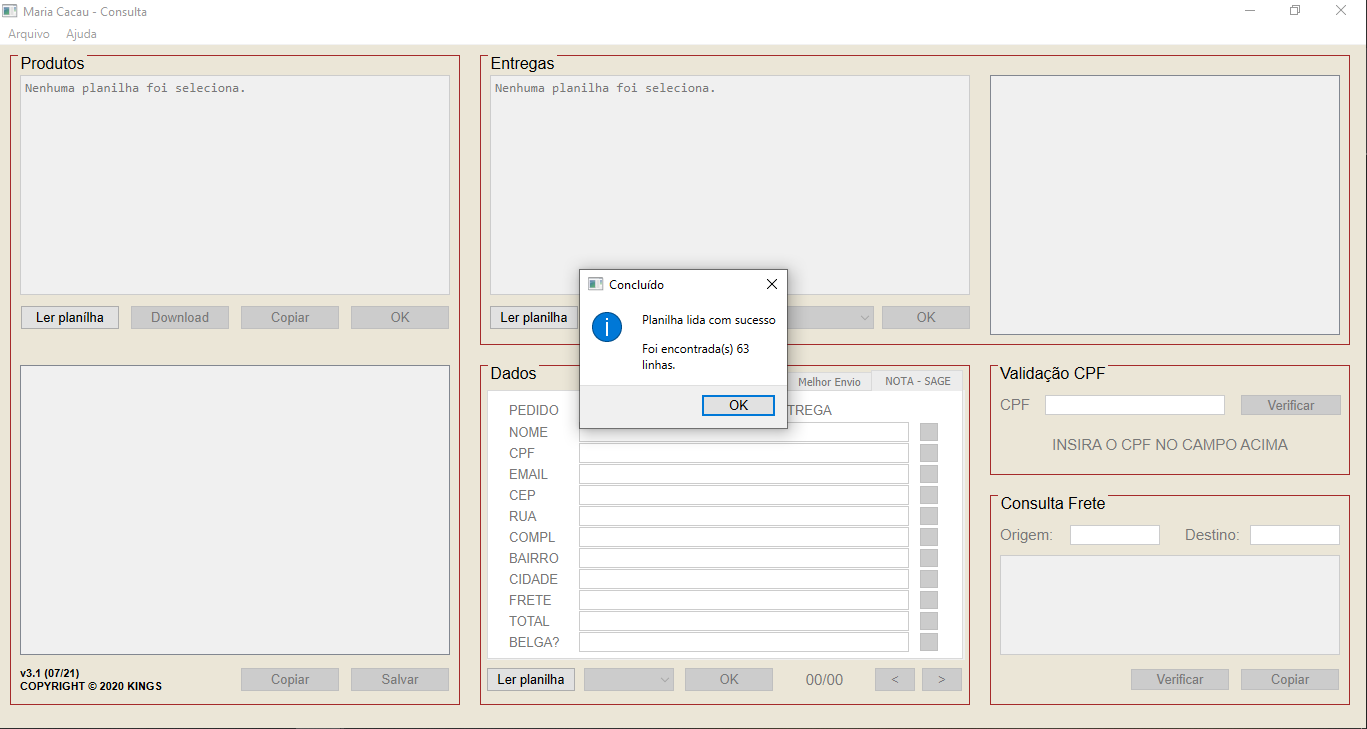 Maria Cacau - Consulta
Arquivo Ajuda
Produtos
Nenhuma planilha foi seleciona.
Ler planílha Download Copiar OK
Entregas
Nenhuma planilha foi seleciona.
Ler planilha OK
Concluído
Planilha lida com sucesso
Foi encontrada(s) 63
linhas.
OK
Dados
Melhor Envio NOTA - SAGE
PEDIDO TREGA
NOME
CPF
EMAIL
CEP
RUA
COMPL
BAIRRO
CIDADE
FRETE
TOTAL
BELGA?
Ler planilha OK 00/00 < >
Validação CPF
CPF Verificar
INSIRA O CPF NO CAMPO ACIMA
Consulta Frete
Origem: Destino:
Verificar Copiar
v3.1 (07/21)
COPYRIGHT © 2020 KINGS
Copiar Salvar